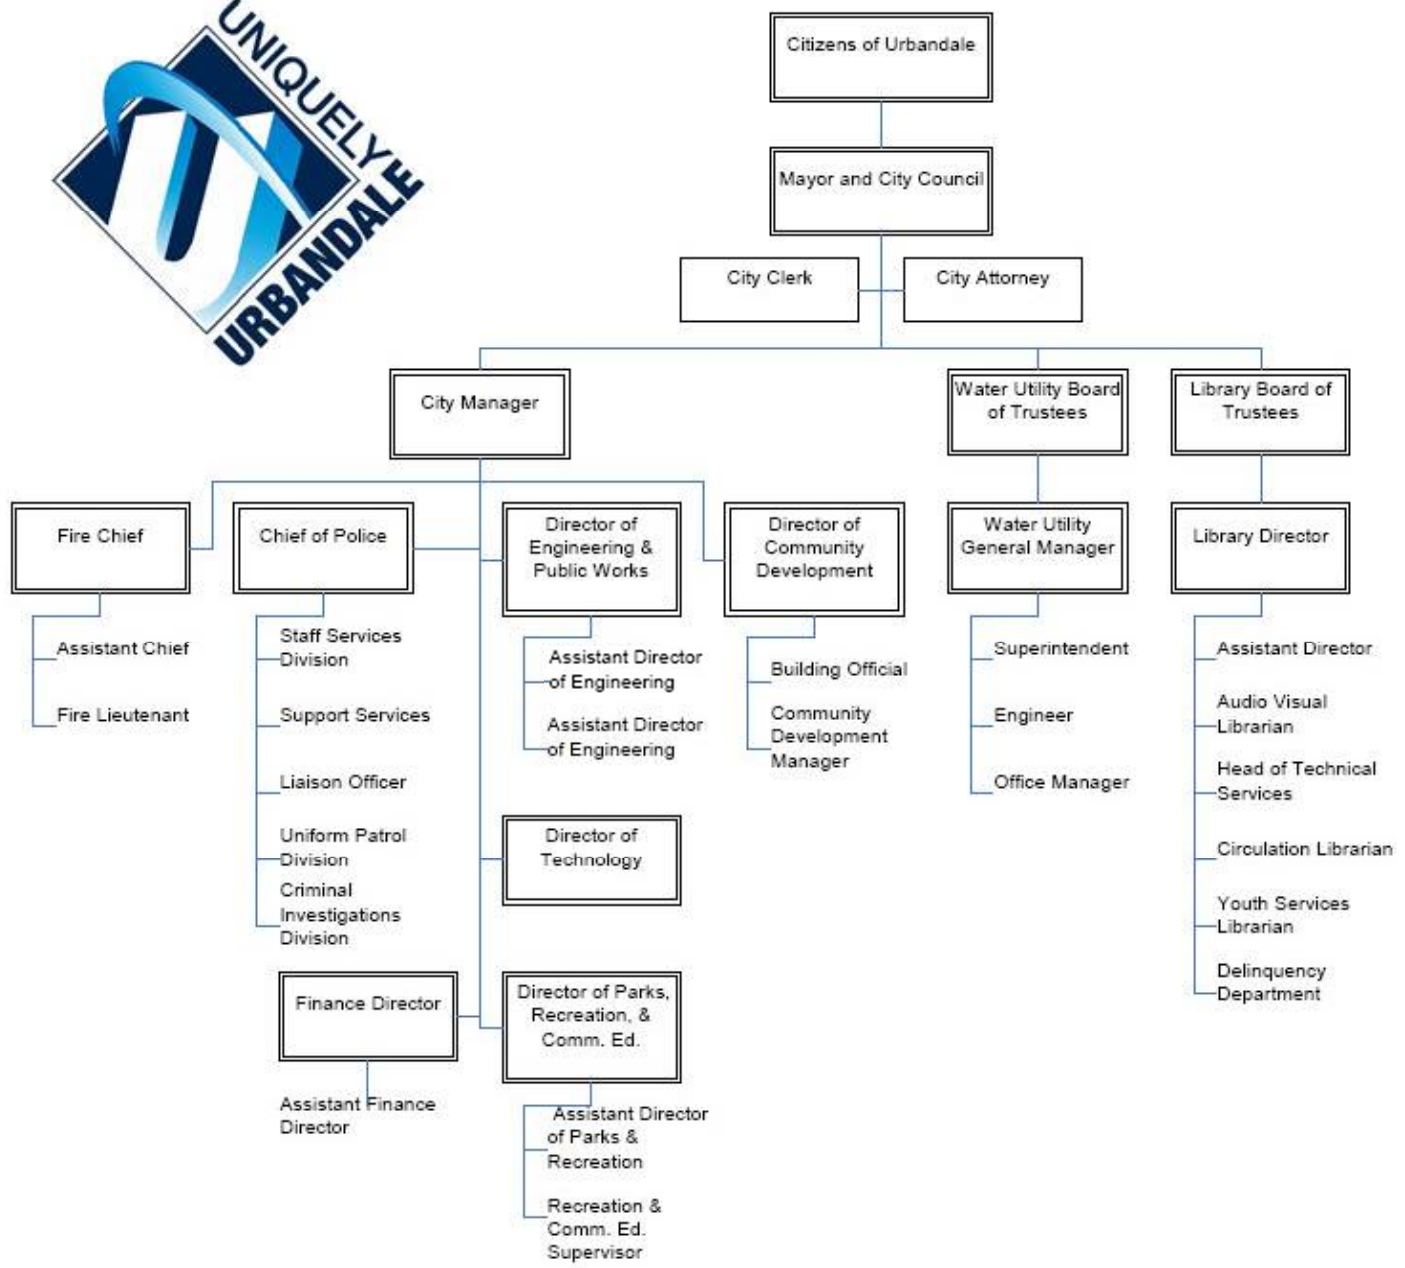 UNIQUELY
URBANDALE
Citizens of Urbandale
Mayor and City Council
City Clerk
City Attorney
City Manager
Water Utility Board
of Trustees
Library Board of
Trustees
Fire Chief
Chief of Police
Director of
Engineering &
Public Works
Director of
Community
Development
Water Utility
General Manager
Library Director
Assistant Chief
Fire Lieutenant
Staff Services
Division
Support Services
Liaison Officer
Uniform Patrol
Division
Criminal
Investigations
Division
Assistant Director
of Engineering
Assistant Director
of Engineering
Building Official
Community
Development
Manager
Superintendent
Engineer
Office Manager
Assistant Director
Audio Visual
Librarian
Head of Technical
Services
Circulation Librarian
Youth Services
Librarian
Delinquency
Department
Director of
Technology
Finance Director
Assistant Finance
Director
Director of Parks,
Recreation, &
Comm. Ed.
Assistant Director
of Parks &
Recreation
Recreation &
Comm. Ed.
Supervisor